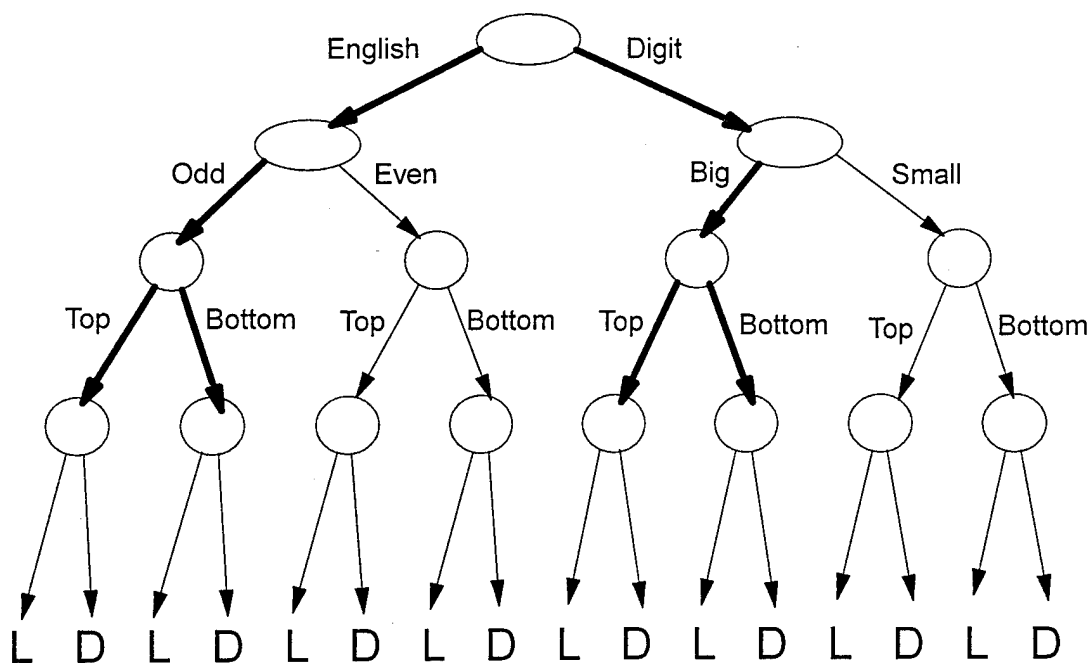 English Digit
Odd Even Big Small
Top Bottom Top Bottom Top Bottom Top Bottom
L D L D L D L D L D L D L D L D